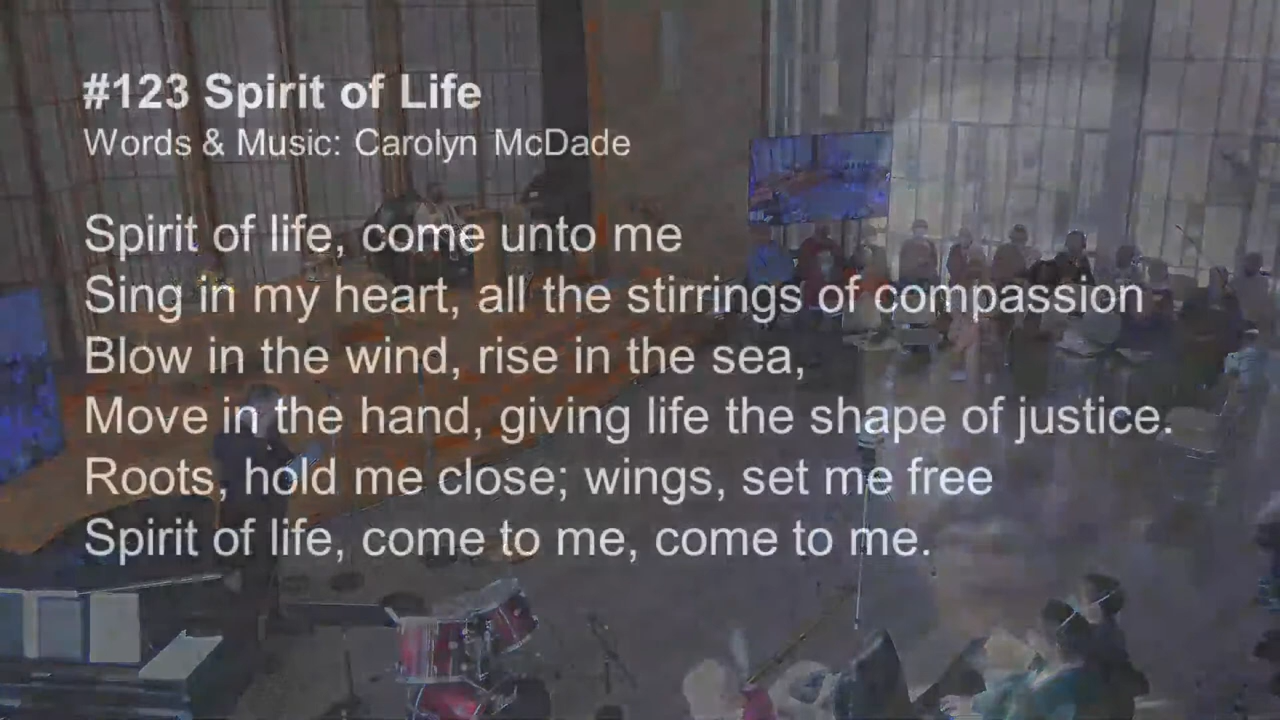 #123 Spirit of Life
Words & Music: Carolyn McDade
Spirit of life, come unto me
Sing in my heart, all the stirrings of compassion
Blow in the wind, rise in the sea,
Move in the hand, giving life the shape of justice.
Roots, hold me close; wings, set me free
Spirit of life, come to me, come to me.